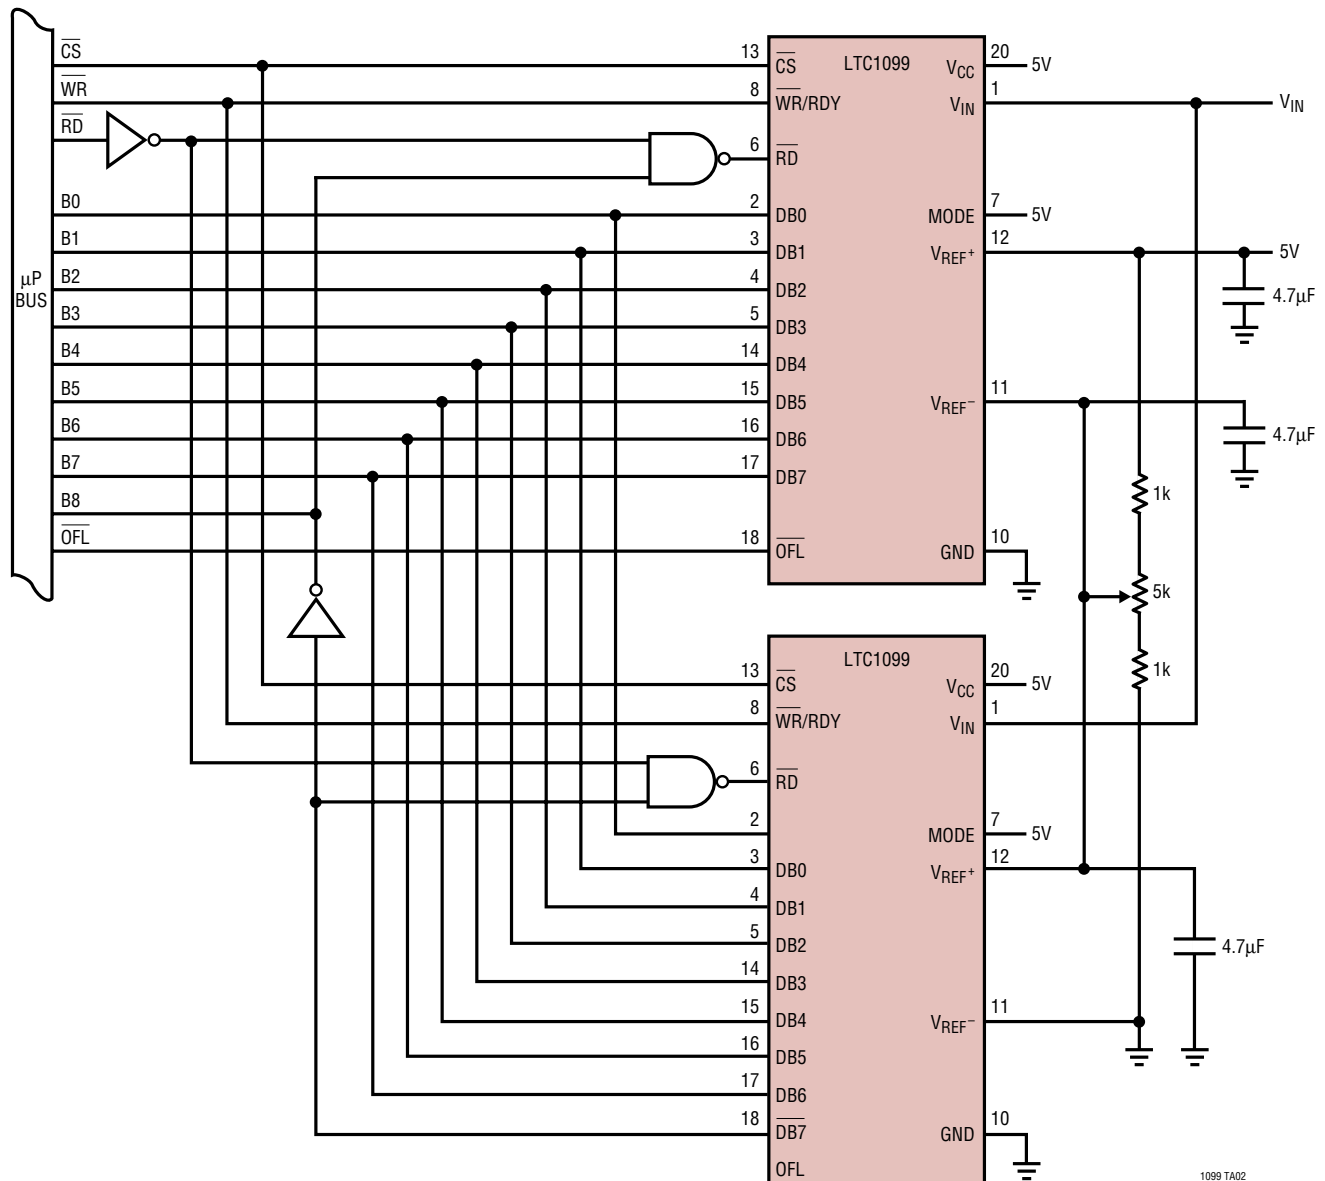 CS
WR
RD
B0
B1
B2
B3
B4
B5
B6
B7
B8
OFL
µP
BUS
13
8
6
2
3
4
5
14
15
16
17
18
LTC1099
CS
WR/RDY
RD
DB0
DB1
DB2
DB3
DB4
DB5
DB6
DB7
OFL
VCC
VIN
MODE
VREF+
VREF–
GND
20
1
7
12
11
10
5V
VIN
5V
5V
4.7µF
4.7µF
1k
5k
1k
13
8
6
2
3
4
5
14
15
16
17
18
LTC1099
CS
WR/RDY
RD
DB0
DB1
DB2
DB3
DB4
DB5
DB6
DB7
OFL
VCC
VIN
MODE
VREF+
VREF–
GND
20
1
7
12
11
10
5V
5V
4.7µF
1099 TA02